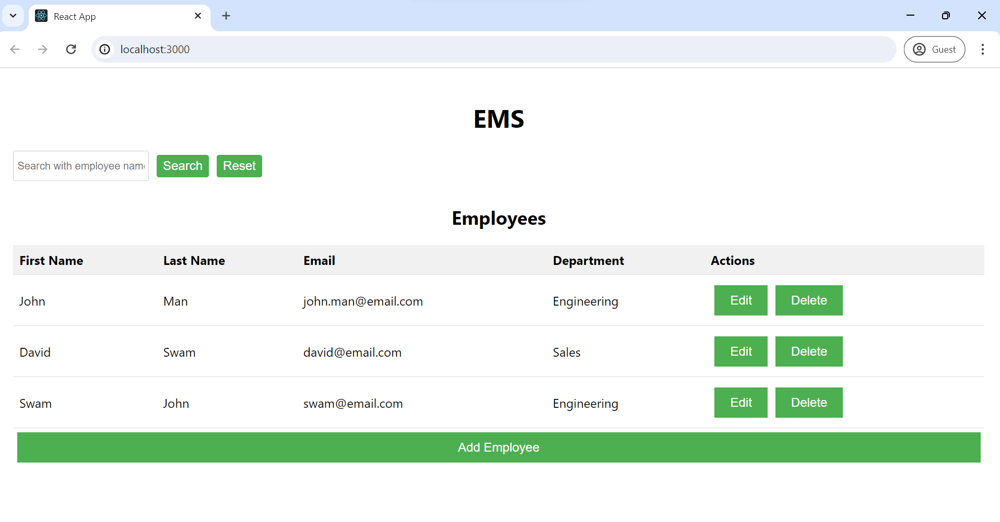 React App
localhost:3000
Guest
EMS
Search with employee nam
Search
Reset
Employees
First Name Last Name Email Department Actions
John Man john.man@email.com Engineering Edit Delete
David Swam david@email.com Sales Edit Delete
Swam John swam@email.com Engineering Edit Delete
Add Employee